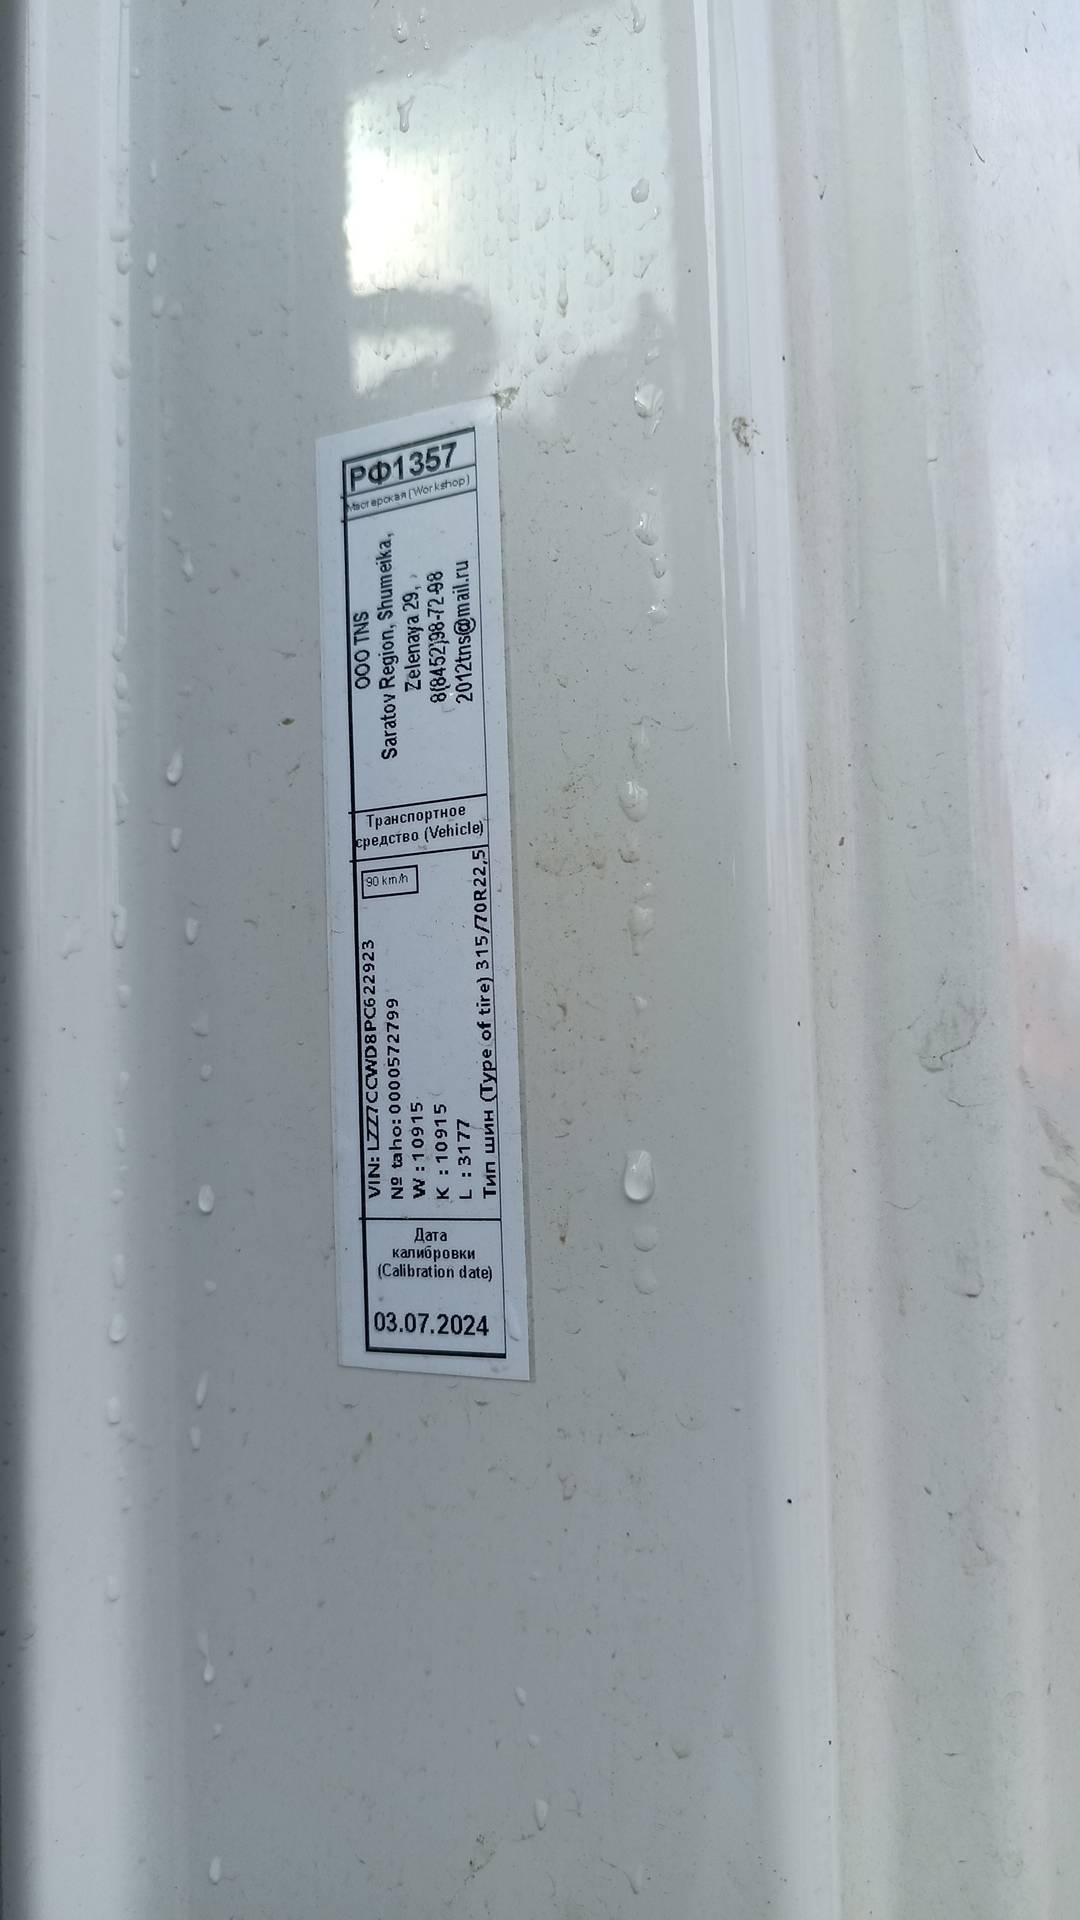 РФ1357
Мастерская (Workshop)
ООО TNS
Saratov Region, Shumeika,
Zelenaya 29, ,
8(8452)98-72-98
2012tns@mail.ru
Транспортное
средство (Vehicle)
90 km/h
VIN: LZZ7CCWD8PC622923
№ taho: 0000572799
W : 10915
K : 10915
L : 3177
Тип шин (Type of tire) 315/70R22,5
Дата
калибровки
(Calibration date)
03.07.2024